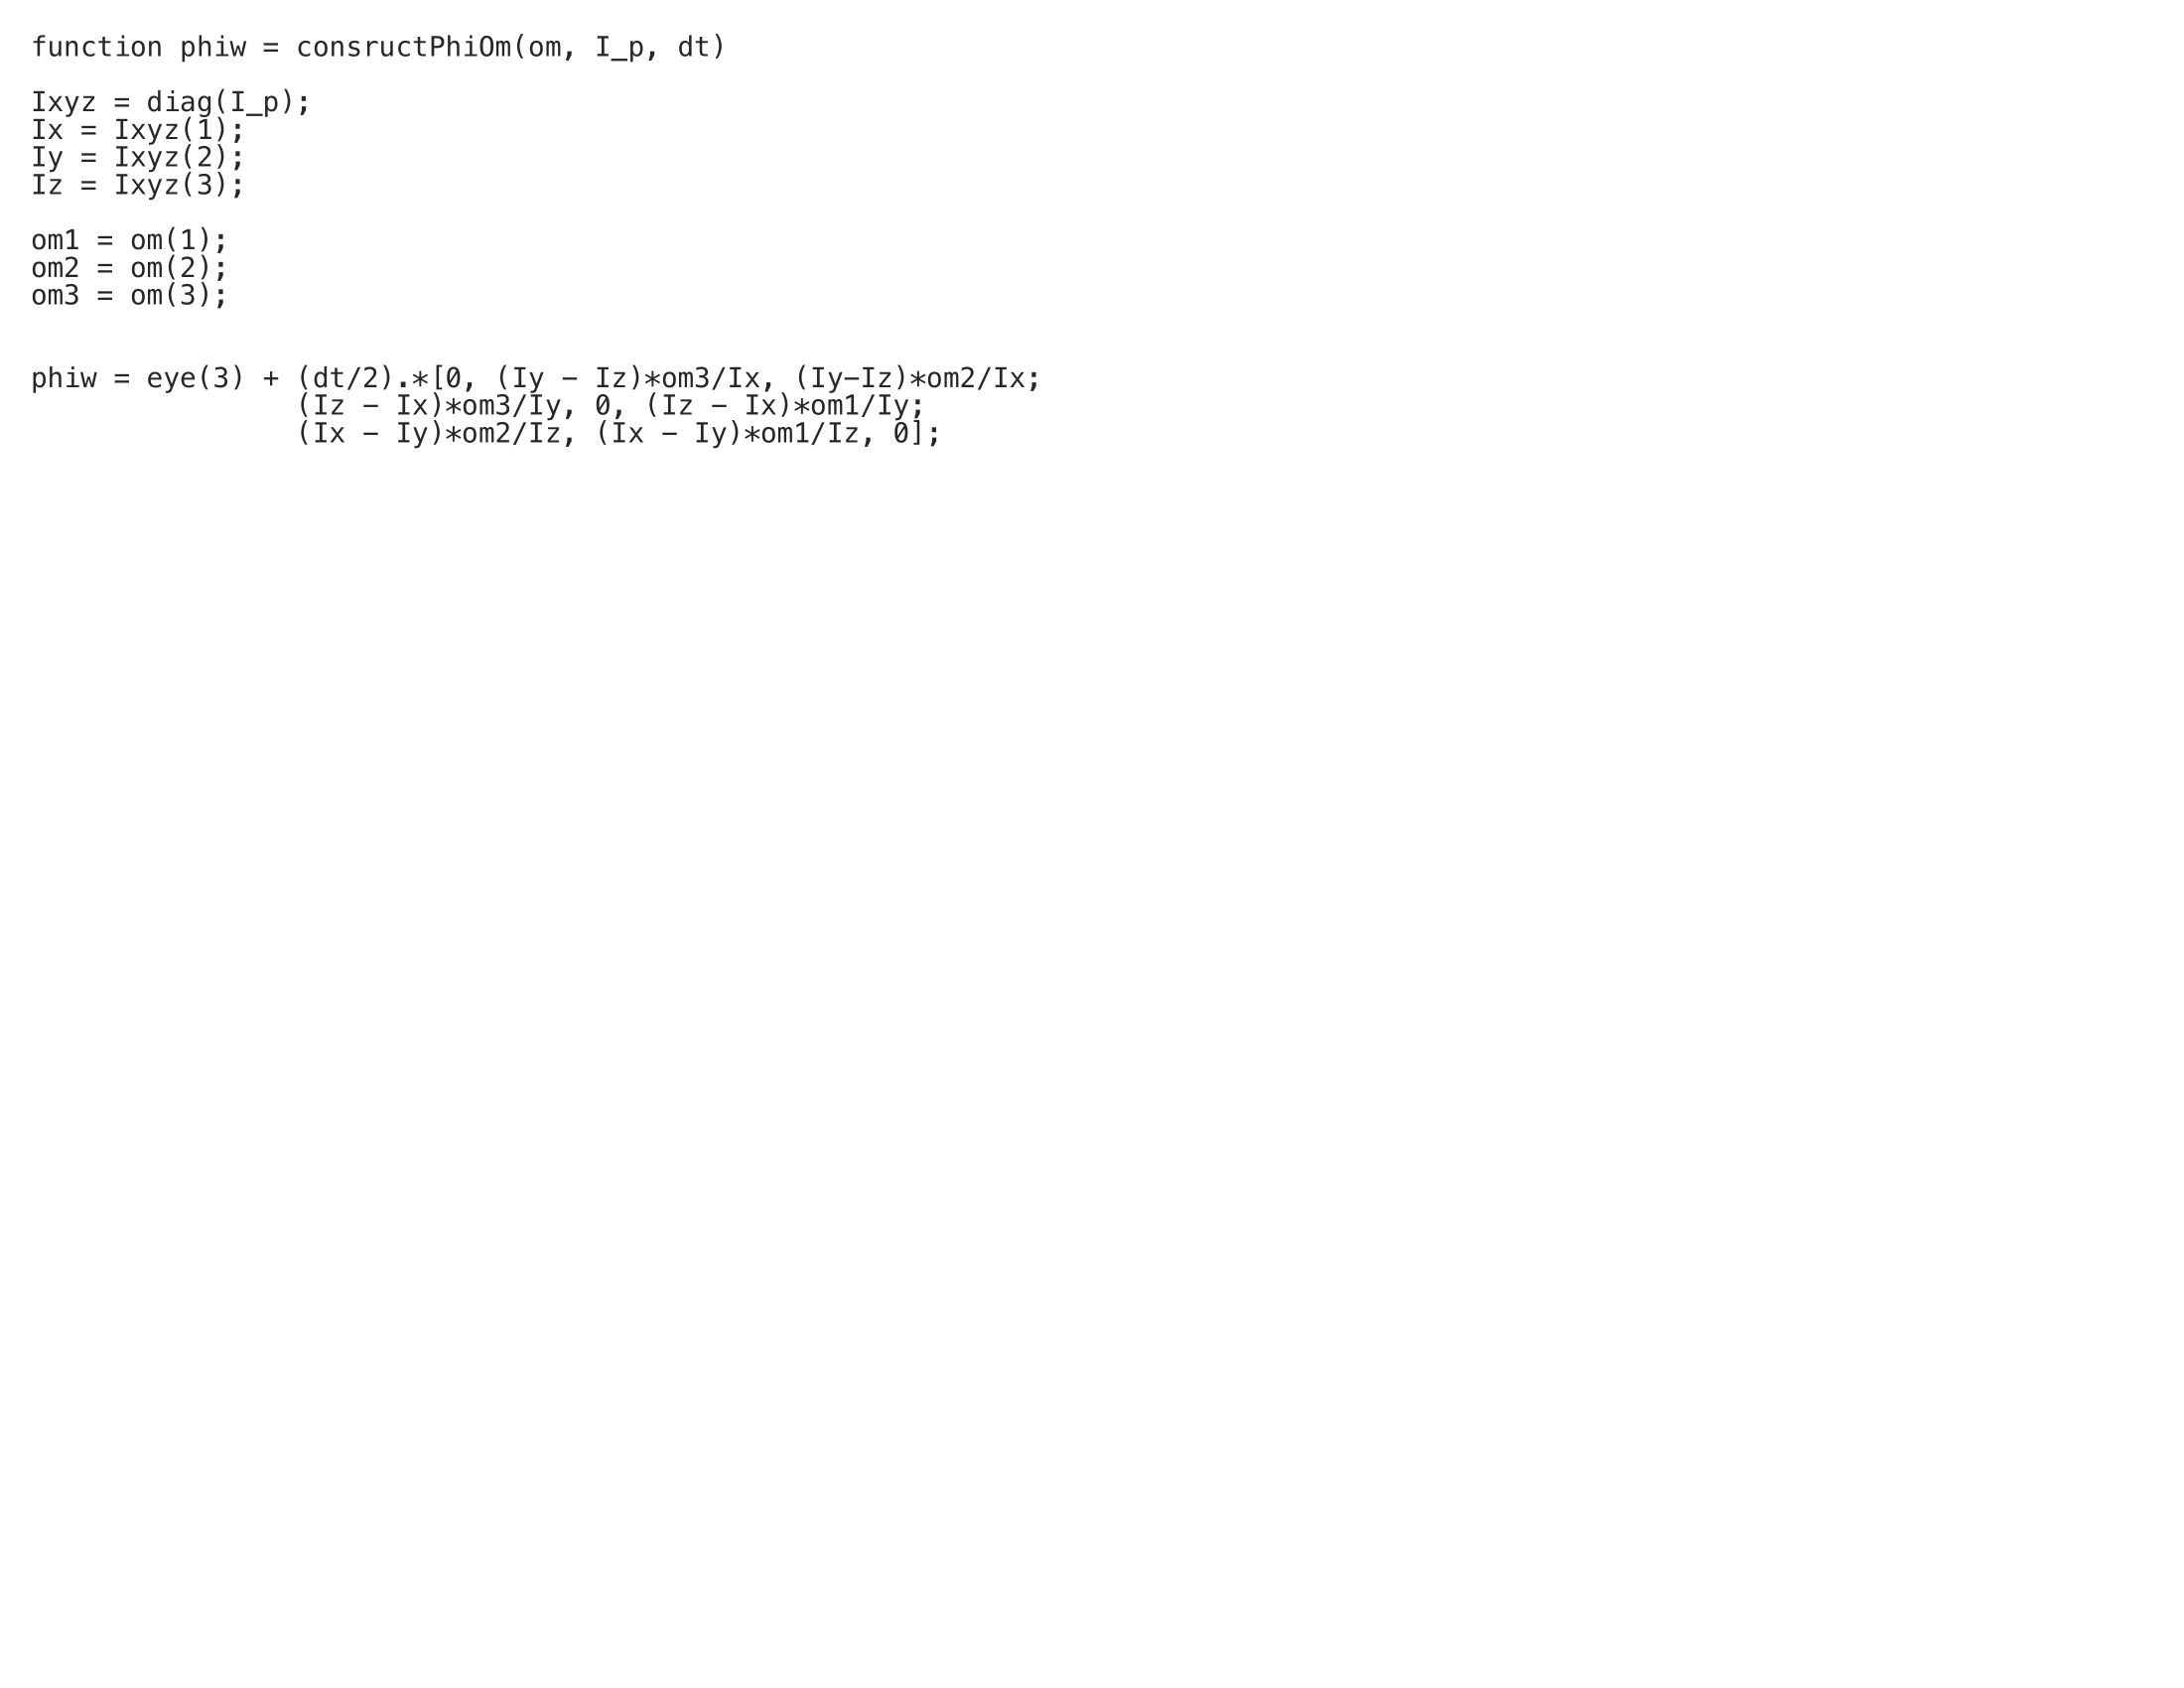 function phiw = consructPhiOm(om, I_p, dt)
Ixyz = diag(I_p);
Ix = Ixyz(1);
Iy = Ixyz(2);
Iz = Ixyz(3);
om1 = om(1);
om2 = om(2);
om3 = om(3);
phiw = eye(3) + (dt/2).*[0, (Iy − Iz)*om3/Ix, (Iy−Iz)*om2/Ix;
(Iz − Ix)*om3/Iy, 0, (Iz − Ix)*om1/Iy;
(Ix − Iy)*om2/Iz, (Ix − Iy)*om1/Iz, 0];